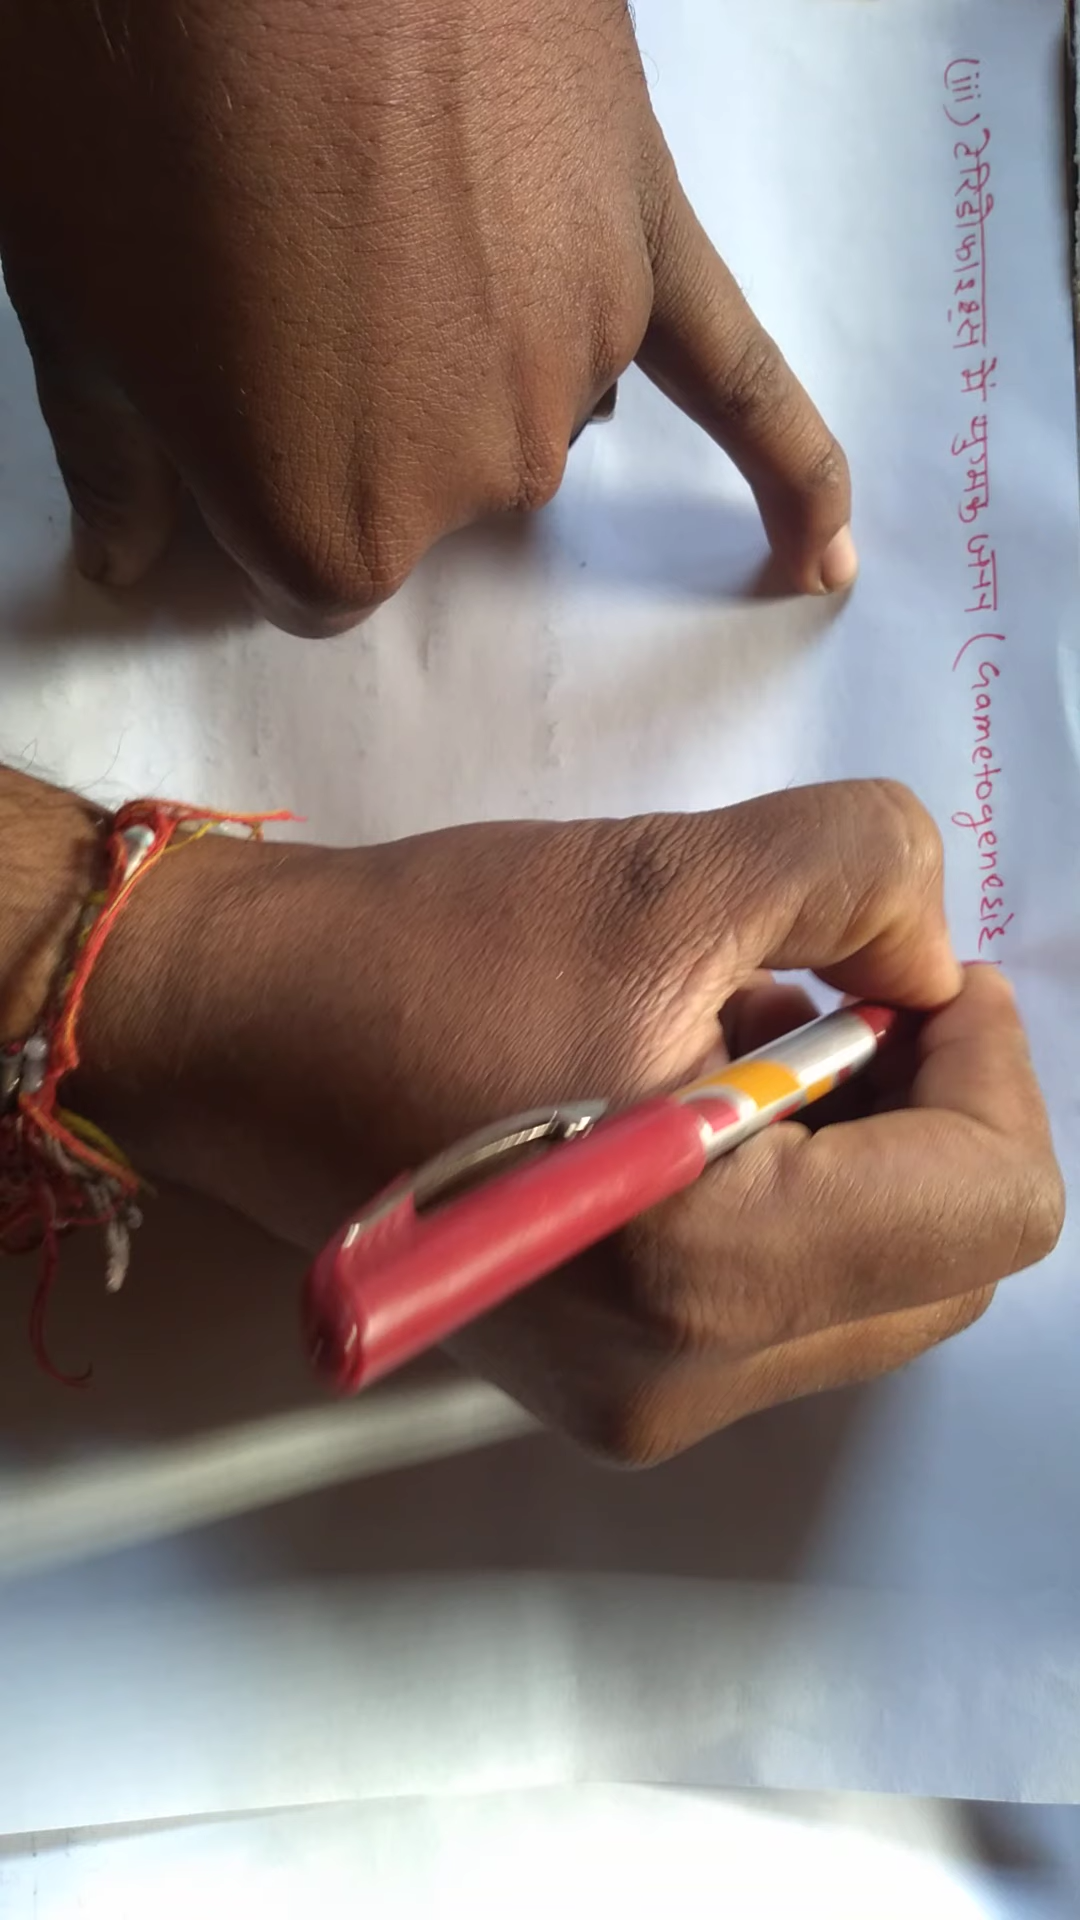 (iii) टेरिडोफाइट्स में युग्मक जनन (Gametogenesis i